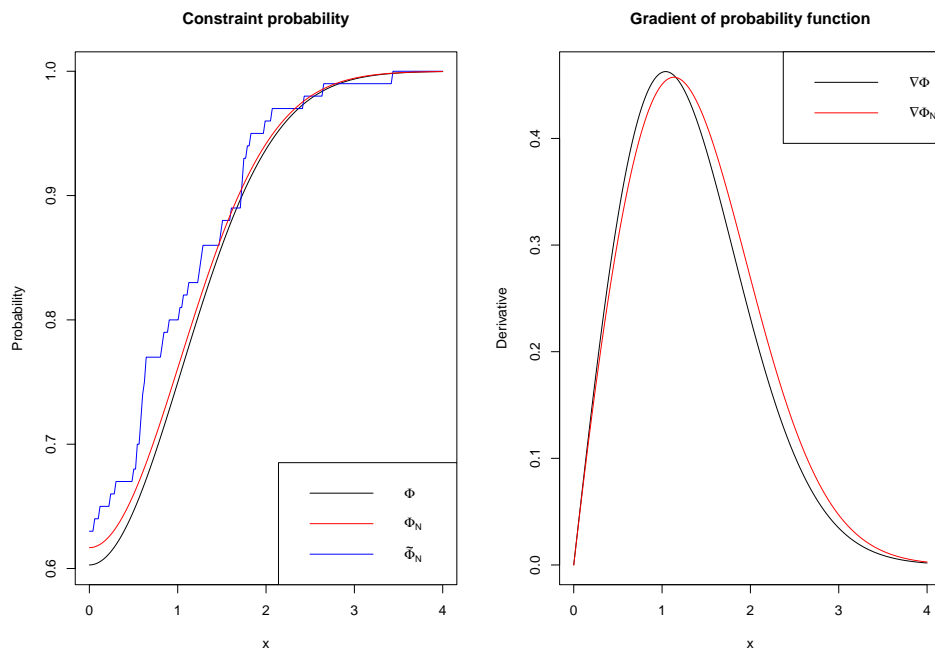 Constraint probability
Probability
1.0
0.9
0.8
0.7
0.6
0 1 2 3 4
x
Φ
Φ_N
Φ̃_N
Gradient of probability function
Derivative
0.4
0.3
0.2
0.1
0.0
0 1 2 3 4
x
∇Φ
∇Φ_N